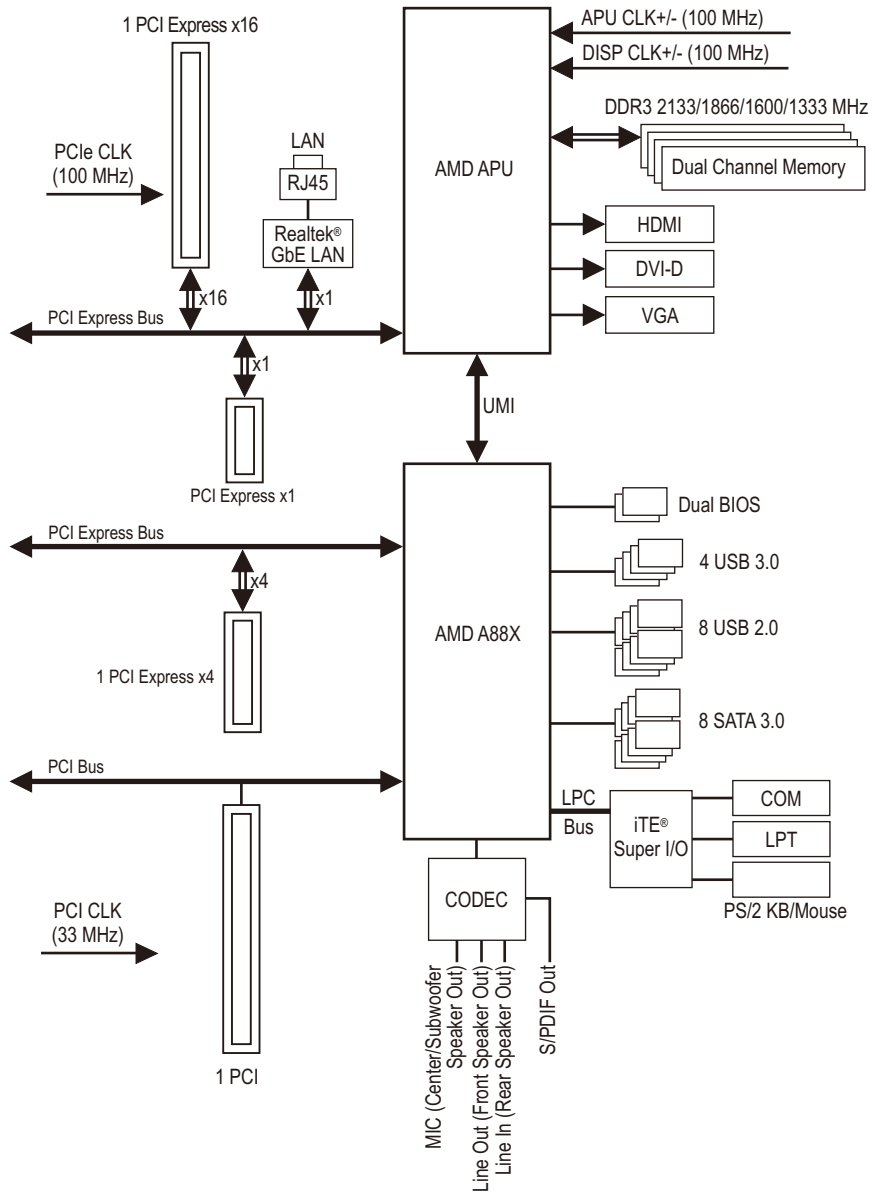 1 PCI Express x16
APU CLK+/- (100 MHz)
DISP CLK+/- (100 MHz)
DDR3 2133/1866/1600/1333 MHz
Dual Channel Memory
PCIe CLK
(100 MHz)
LAN
RJ45
Realtek®
GbE LAN
AMD APU
HDMI
DVI-D
VGA
x16
x1
PCI Express Bus
x1
PCI Express x1
UMI
PCI Express Bus
x4
1 PCI Express x4
AMD A88X
Dual BIOS
4 USB 3.0
8 USB 2.0
8 SATA 3.0
PCI Bus
LPC
Bus
iTE®
Super I/O
COM
LPT
PS/2 KB/Mouse
CODEC
PCI CLK
(33 MHz)
1 PCI
MIC (Center/Subwoofer
Speaker Out)
Line Out (Front Speaker Out)
Line In (Rear Speaker Out)
S/PDIF Out